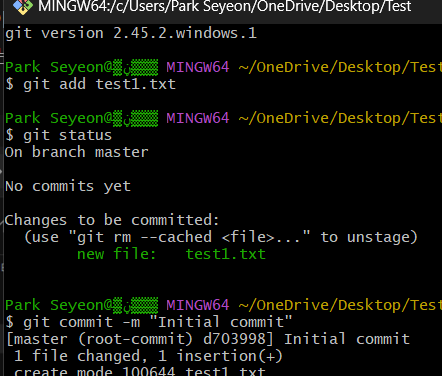 MINGW64:/c/Users/Park Seyeon/OneDrive/Desktop/Test
git version 2.45.2.windows.1
Park Seyeon@ MINGW64 ~/OneDrive/Desktop/Test
$ git add test1.txt
Park Seyeon@ MINGW64 ~/OneDrive/Desktop/Test
$ git status
On branch master
No commits yet
Changes to be committed:
(use "git rm --cached <file>..." to unstage)
new file:   test1.txt
Park Seyeon@ MINGW64 ~/OneDrive/Desktop/Test
$ git commit -m "Initial commit"
[master (root-commit) d703998] Initial commit
1 file changed, 1 insertion(+)
create mode 100644 test1.txt